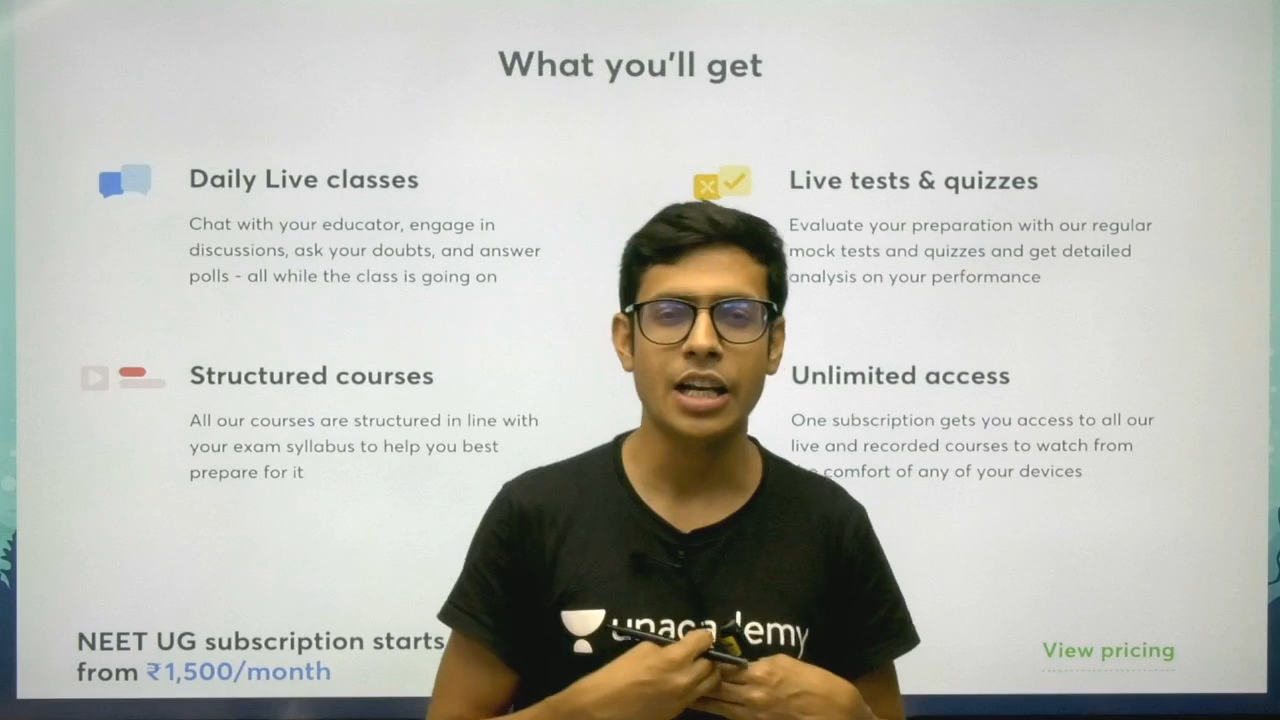 What you'll get
Daily Live classes
Chat with your educator, engage in
discussions, ask your doubts, and answer
polls - all while the class is going on
Live tests & quizzes
Evaluate your preparation with our regular
mock tests and quizzes and get detailed
analysis on your performance
Structured courses
All our courses are structured in line with
your exam syllabus to help you best
prepare for it
Unlimited access
One subscription gets you access to all our
live and recorded courses to watch from
comfort of any of your devices
unacademy
NEET UG subscription starts
from ₹1,500/month
View pricing